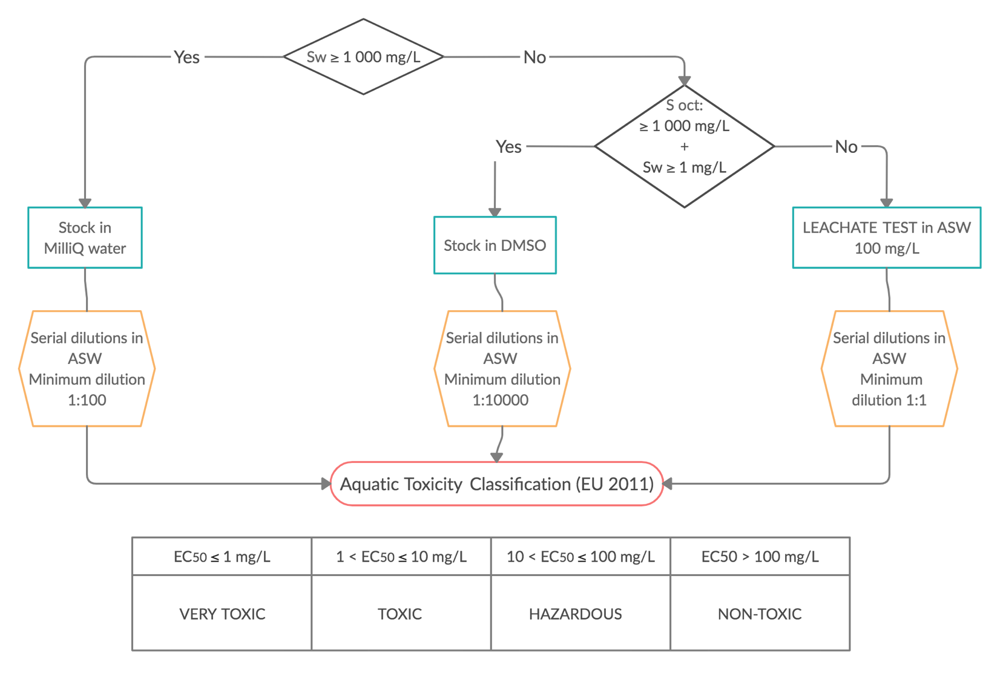 Sw ≥ 1 000 mg/L
Yes
No
S oct:
≥ 1 000 mg/L
+
Sw ≥ 1 mg/L
Yes
No
Stock in
MilliQ water
Stock in DMSO
LEACHATE TEST in ASW
100 mg/L
Serial dilutions in
ASW
Minimum dilution
1:100
Serial dilutions in
ASW
Minimum dilution
1:10000
Serial dilutions in
ASW
Minimum
dilution 1:1
Aquatic Toxicity Classification (EU 2011)
EC50 ≤ 1 mg/L
1 < EC50 ≤ 10 mg/L
10 < EC50 ≤ 100 mg/L
EC50 > 100 mg/L
VERY TOXIC
TOXIC
HAZARDOUS
NON-TOXIC